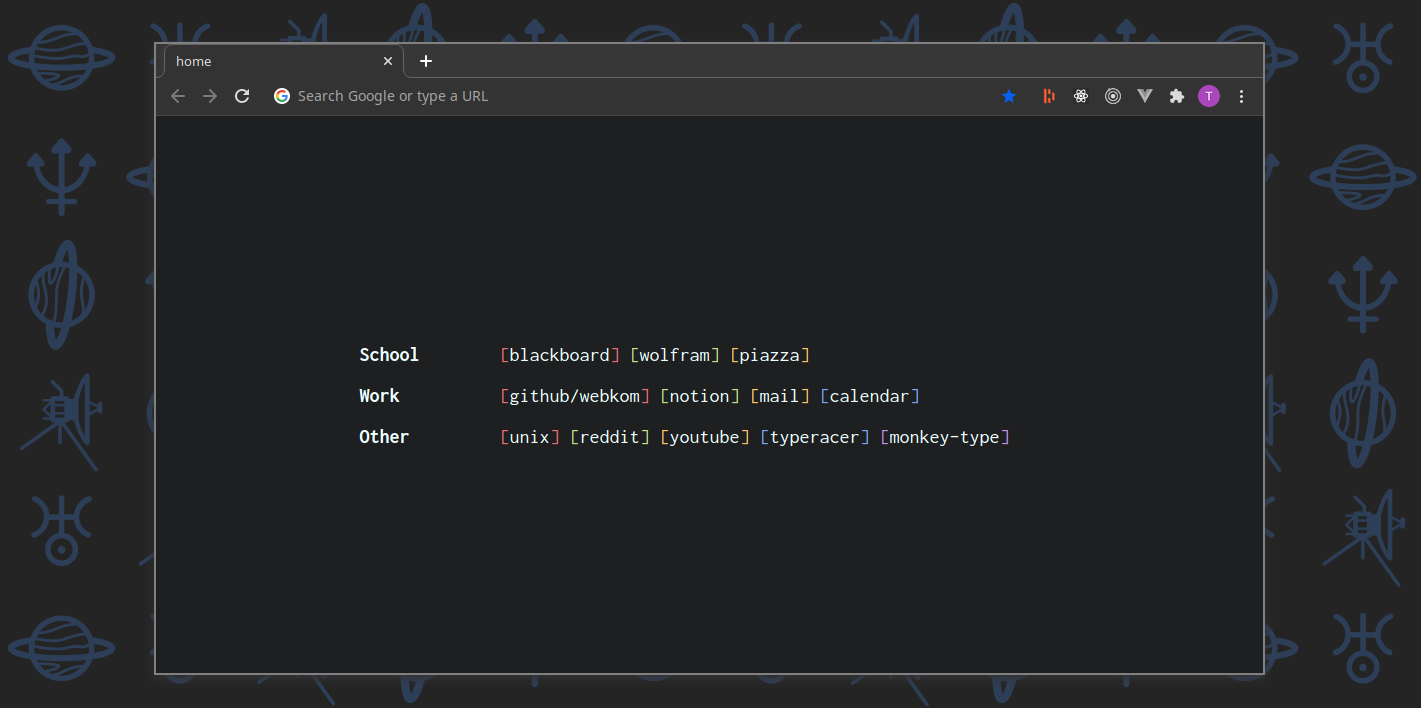 home
Search Google or type a URL
T
School [blackboard] [wolfram] [piazza]
Work [github/webkom] [notion] [mail] [calendar]
Other [unix] [reddit] [youtube] [typeracer] [monkey-type]